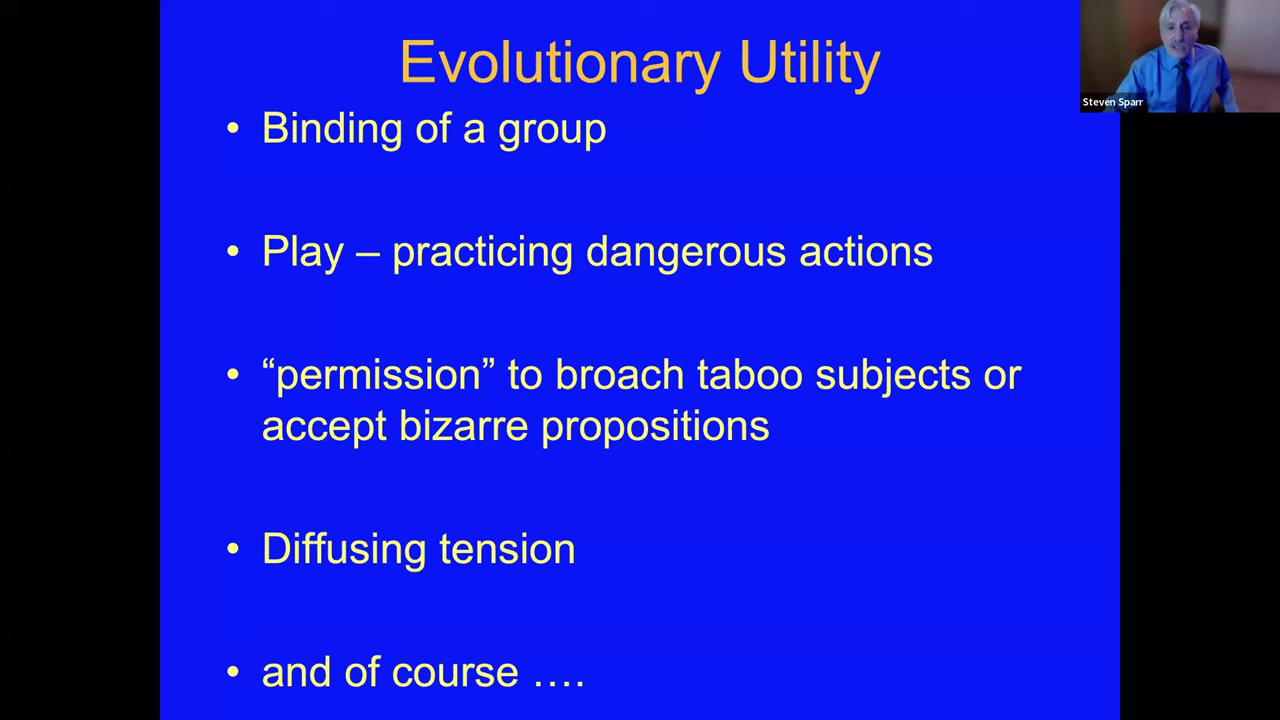 Evolutionary Utility
Steven Sparr
• Binding of a group
• Play – practicing dangerous actions
• “permission” to broach taboo subjects or
accept bizarre propositions
• Diffusing tension
• and of course ….